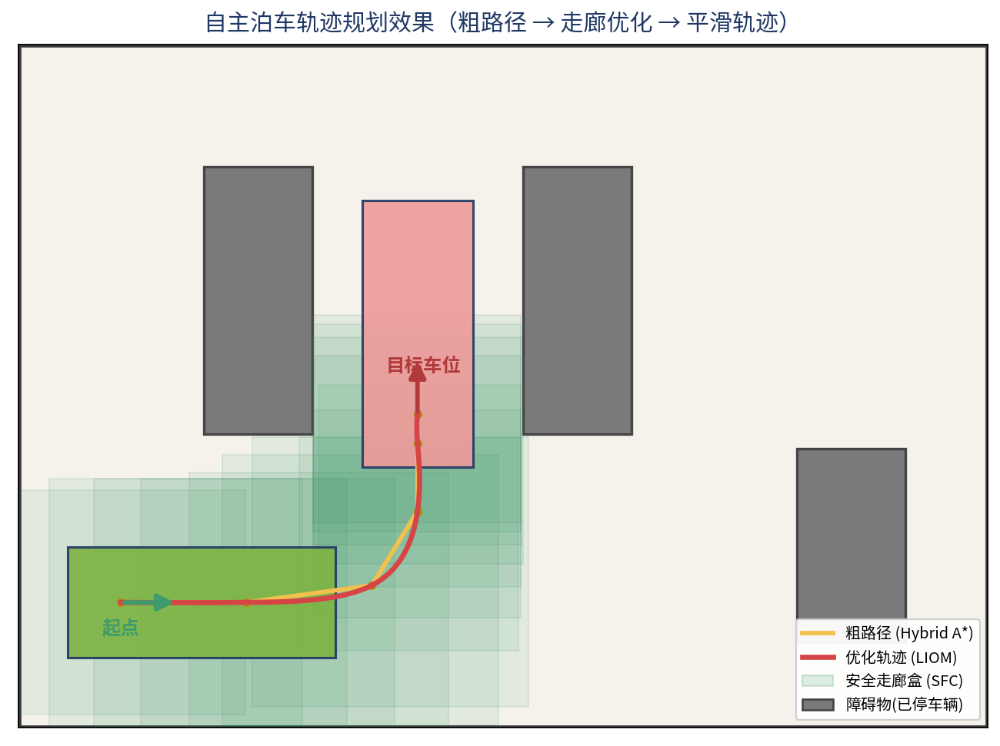 自主泊车轨迹规划效果（粗路径 → 走廊优化 → 平滑轨迹）
目标车位
起点
粗路径 (Hybrid A*)
优化轨迹 (LIOM)
安全走廊盒 (SFC)
障碍物(已停车辆)